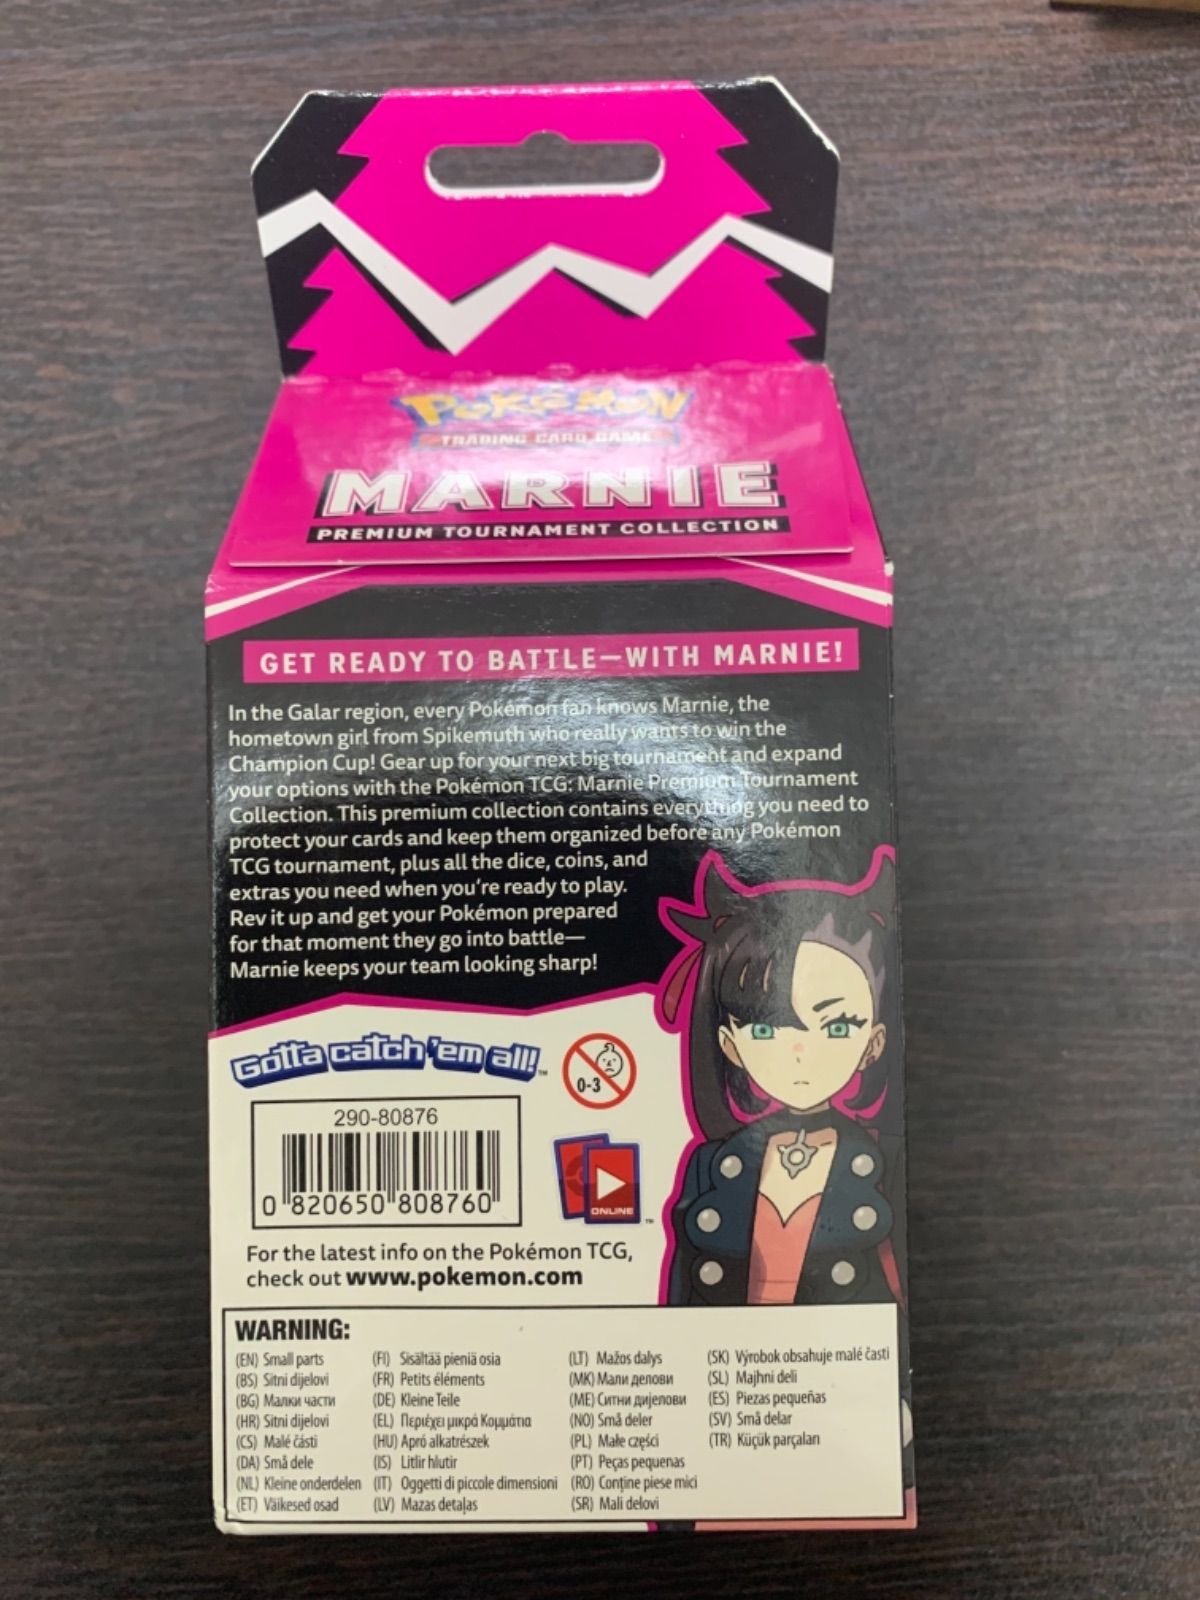 POKÉMON
TRADING CARD GAME
MARNIE
PREMIUM TOURNAMENT COLLECTION
GET READY TO BATTLE—WITH MARNIE!
In the Galar region, every Pokémon fan knows Marnie, the
hometown girl from Spikemuth who really wants to win the
Champion Cup! Gear up for your next big tournament and expand
your options with the Pokémon TCG: Marnie Premium Tournament
Collection. This premium collection contains everything you need to
protect your cards and keep them organized before any Pokémon
TCG tournament, plus all the dice, coins, and
extras you need when you're ready to play.
Rev it up and get your Pokémon prepared
for that moment they go into battle—
Marnie keeps your team looking sharp!
Gotta catch 'em all!™
0-3
290-80876
0 820650 808760
ONLINE
™
For the latest info on the Pokémon TCG,
check out www.pokemon.com
WARNING:
(EN) Small parts
(BS) Sitni dijelovi
(BG) Малки части
(HR) Sitni dijelovi
(CS) Malé části
(DA) Små dele
(NL) Kleine onderdelen
(ET) Väikesed osad
(FI) Sisältää pieniä osia
(FR) Petits éléments
(DE) Kleine Teile
(EL) Περιέχει μικρά Κομμάτια
(HU) Apró alkatrészek
(IS) Litlir hlutir
(IT) Oggetti di piccole dimensioni
(LV) Mazas detaļas
(LT) Mažos dalys
(MK) Мали делови
(ME) Ситни дијелови
(NO) Små deler
(PL) Małe części
(PT) Peças pequenas
(RO) Conține piese mici
(SR) Mali delovi
(SK) Výrobok obsahuje malé časti
(SL) Majhni deli
(ES) Piezas pequeñas
(SV) Små delar
(TR) Küçük parçaları